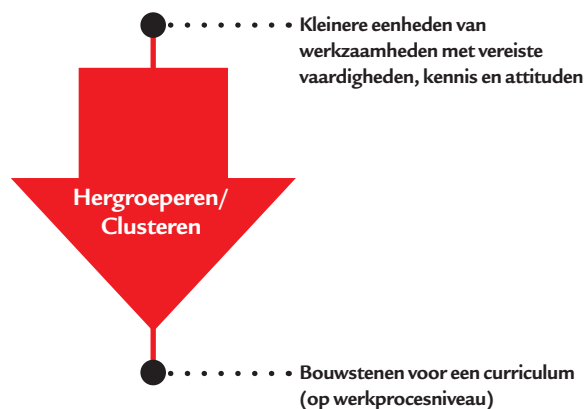 Kleinere eenheden van
werkzaamheden met vereiste
vaardigheden, kennis en attituden
Hergroeperen/
Clusteren
Bouwstenen voor een curriculum
(op werkprocesniveau)